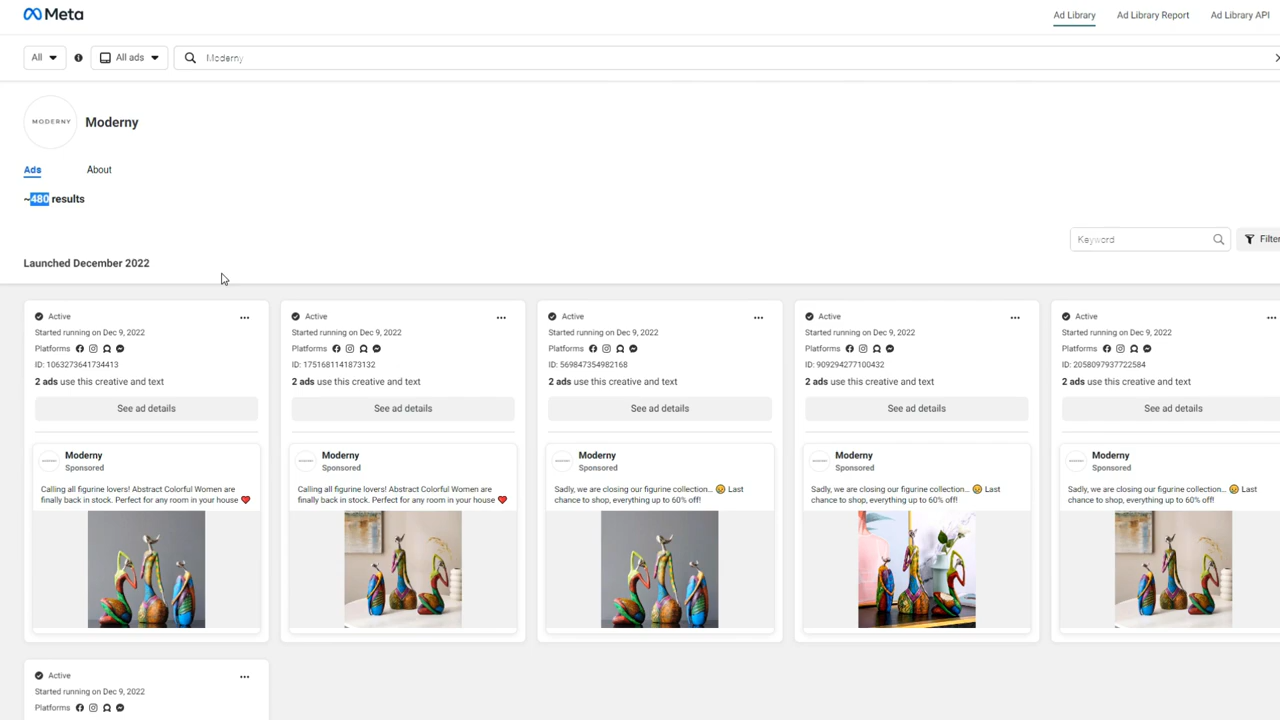 Meta
Ad Library Ad Library Report Ad Library API
All All ads Moderny
MODERNY
Moderny
Ads About
~480 results
Keyword Filter
Launched December 2022
Active
Started running on Dec 9, 2022
Platforms
ID: 1063273641734413
2 ads use this creative and text
See ad details
Moderny
Sponsored
Calling all figurine lovers! Abstract Colorful Women are
finally back in stock. Perfect for any room in your house ❤️
Active
Started running on Dec 9, 2022
Platforms
ID: 1751681141873132
2 ads use this creative and text
See ad details
Moderny
Sponsored
Calling all figurine lovers! Abstract Colorful Women are
finally back in stock. Perfect for any room in your house ❤️
Active
Started running on Dec 9, 2022
Platforms
ID: 569847354982168
2 ads use this creative and text
See ad details
Moderny
Sponsored
Sadly, we are closing our figurine collection... 😥 Last
chance to shop, everything up to 60% off!
Active
Started running on Dec 9, 2022
Platforms
ID: 909294277100432
2 ads use this creative and text
See ad details
Moderny
Sponsored
Sadly, we are closing our figurine collection... 😥 Last
chance to shop, everything up to 60% off!
Active
Started running on Dec 9, 2022
Platforms
ID: 2058097937722584
2 ads use this creative and text
See ad details
Moderny
Sponsored
Sadly, we are closing our figurine collection... 😥 Last
chance to shop, everything up to 60% off!
Active
Started running on Dec 9, 2022
Platforms